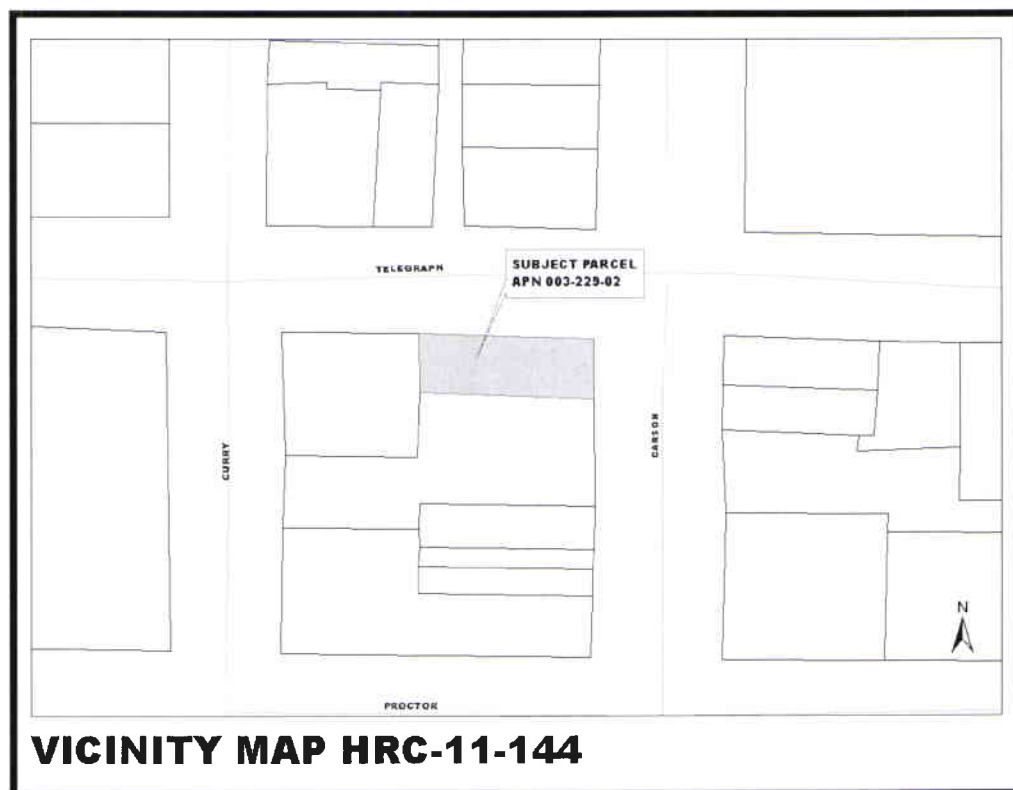 TELEGRAPH
SUBJECT PARCEL
APN 003-229-02
CURRY
CARSON
N
PROCTOR
VICINITY MAP HRC-11-144